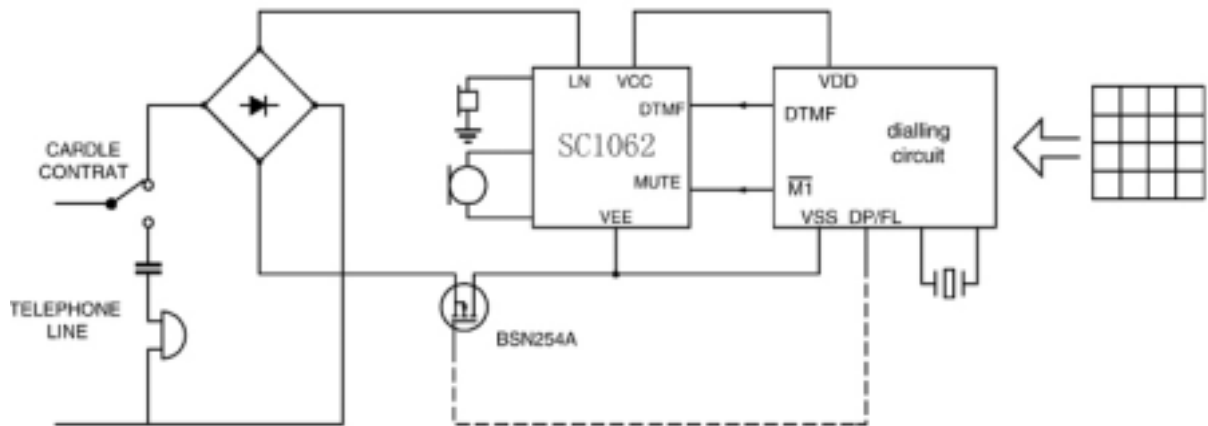 LN VCC
VDD
DTMF
DTMF
dialling
circuit
SC1062
CARDLE
CONTRAT
MUTE
M1
VEE
VSS DP/FL
TELEPHONE
LINE
BSN254A